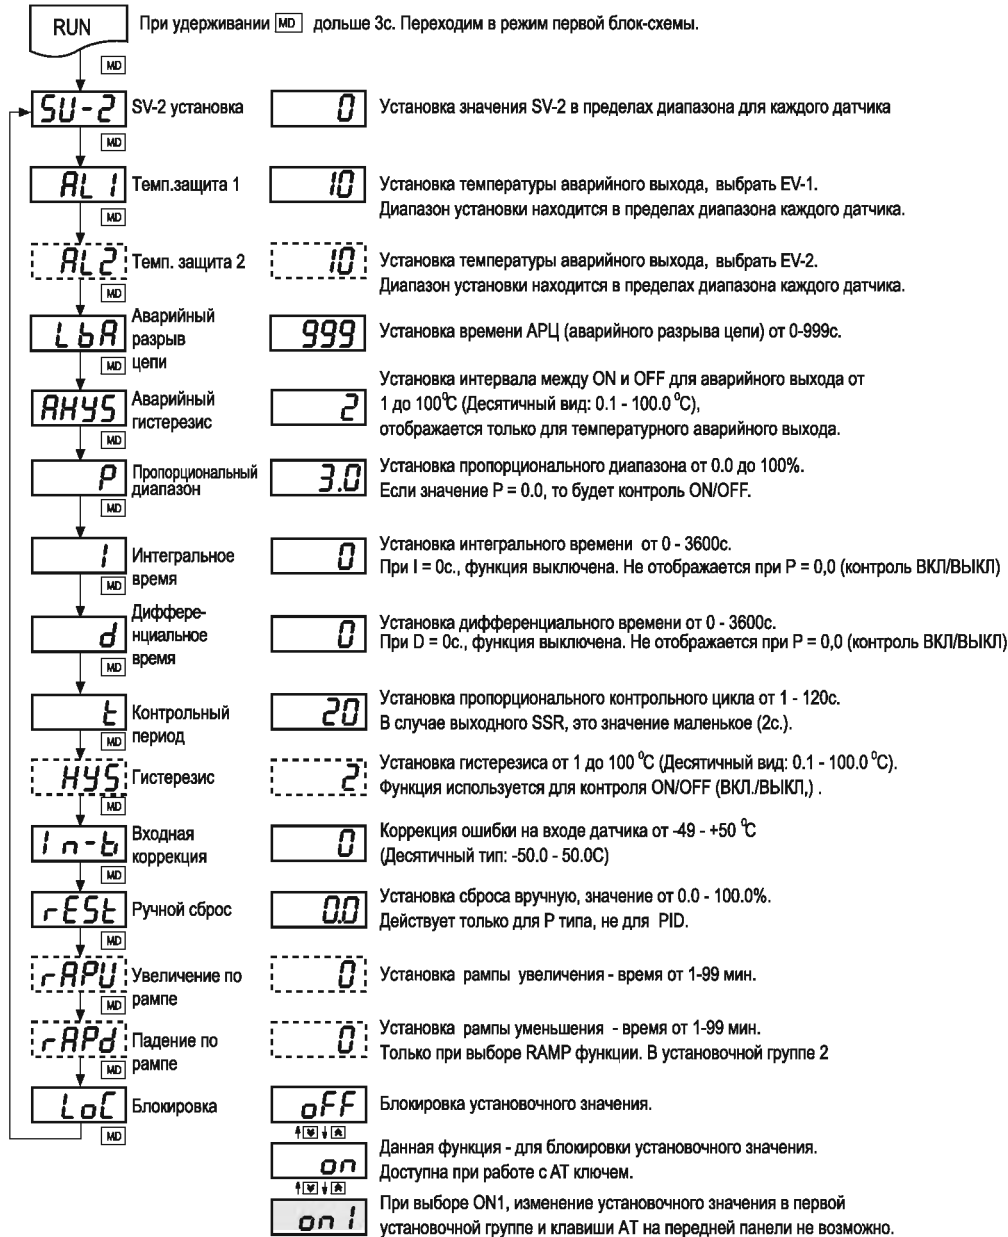 RUN При удерживании MD дольше 3с. Переходим в режим первой блок-схемы.
MD
SU-2 SV-2 установка 0 Установка значения SV-2 в пределах диапазона для каждого датчика
MD
AL 1 Темп.защита 1 10 Установка температуры аварийного выхода, выбрать EV-1.
MD Диапазон установки находится в пределах диапазона каждого датчика.
AL2 Темп. защита 2 10 Установка температуры аварийного выхода, выбрать EV-2.
MD Диапазон установки находится в пределах диапазона каждого датчика.
Аварийный
LbA разрыв 999 Установка времени АРЦ (аварийного разрыва цепи) от 0-999с.
MD цепи
Установка интервала между ON и OFF для аварийного выхода от
AHYS Аварийный 2 1 до 100°C (Десятичный вид: 0.1 - 100.0 °C),
гистерезис
MD отображается только для температурного аварийного выхода.
P Пропорциональный 3.0 Установка пропорционального диапазона от 0.0 до 100%.
диапазон Если значение P = 0.0, то будет контроль ON/OFF.
MD
I Интегральное 0 Установка интегрального времени от 0 - 3600с.
MD время При I = 0с., функция выключена. Не отображается при P = 0,0 (контроль ВКЛ/ВЫКЛ)
Диффере-
d нциальное 0 Установка дифференциального времени от 0 - 3600с.
MD время При D = 0с., функция выключена. Не отображается при P = 0,0 (контроль ВКЛ/ВЫКЛ)
t Контрольный 20 Установка пропорционального контрольного цикла от 1 - 120с.
MD период В случае выходного SSR, это значение маленькое (2с.).
HYS Гистерезис 2 Установка гистерезиса от 1 до 100 °C (Десятичный вид: 0.1 - 100.0 °C).
MD Функция используется для контроля ON/OFF (ВКЛ./ВЫКЛ,) .
In-b Входная 0 Коррекция ошибки на входе датчика от -49 - +50 °C
коррекция (Десятичный тип: -50.0 - 50.0C)
MD
rESt Ручной сброс 0.0 Установка сброса вручную, значение от 0.0 - 100.0%.
MD Действует только для P типа, не для PID.
rAPU Увеличение по 0 Установка рампы увеличения - время от 1-99 мин.
MD рампе
rAPd Падение по 0 Установка рампы уменьшения - время от 1-99 мин.
MD рампе Только при выборе RAMP функции. В установочной группе 2
LoC Блокировка oFF Блокировка установочного значения.
MD
on Данная функция - для блокировки установочного значения.
Доступна при работе с АТ ключем.
on1 При выборе ON1, изменение установочного значения в первой
установочной группе и клавиши АТ на передней панели не возможно.